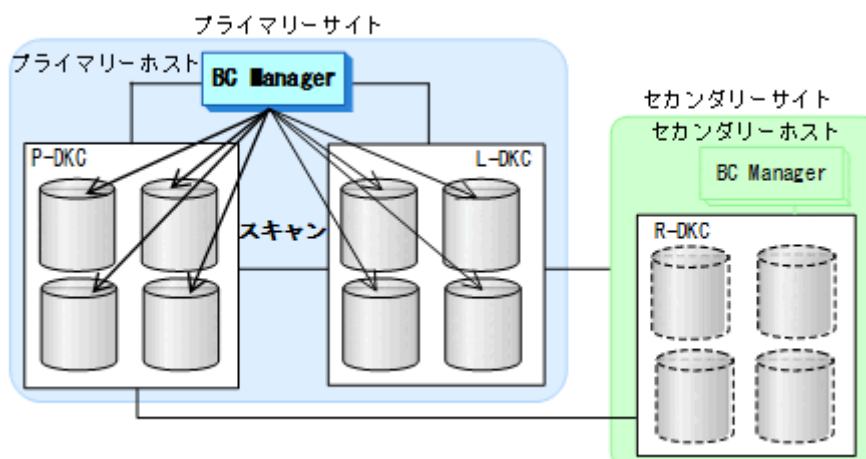 プライマリーサイト
プライマリーホスト
BC Manager
セカンダリーサイト
セカンダリーホスト
BC Manager
P-DKC
L-DKC
スキャン
R-DKC